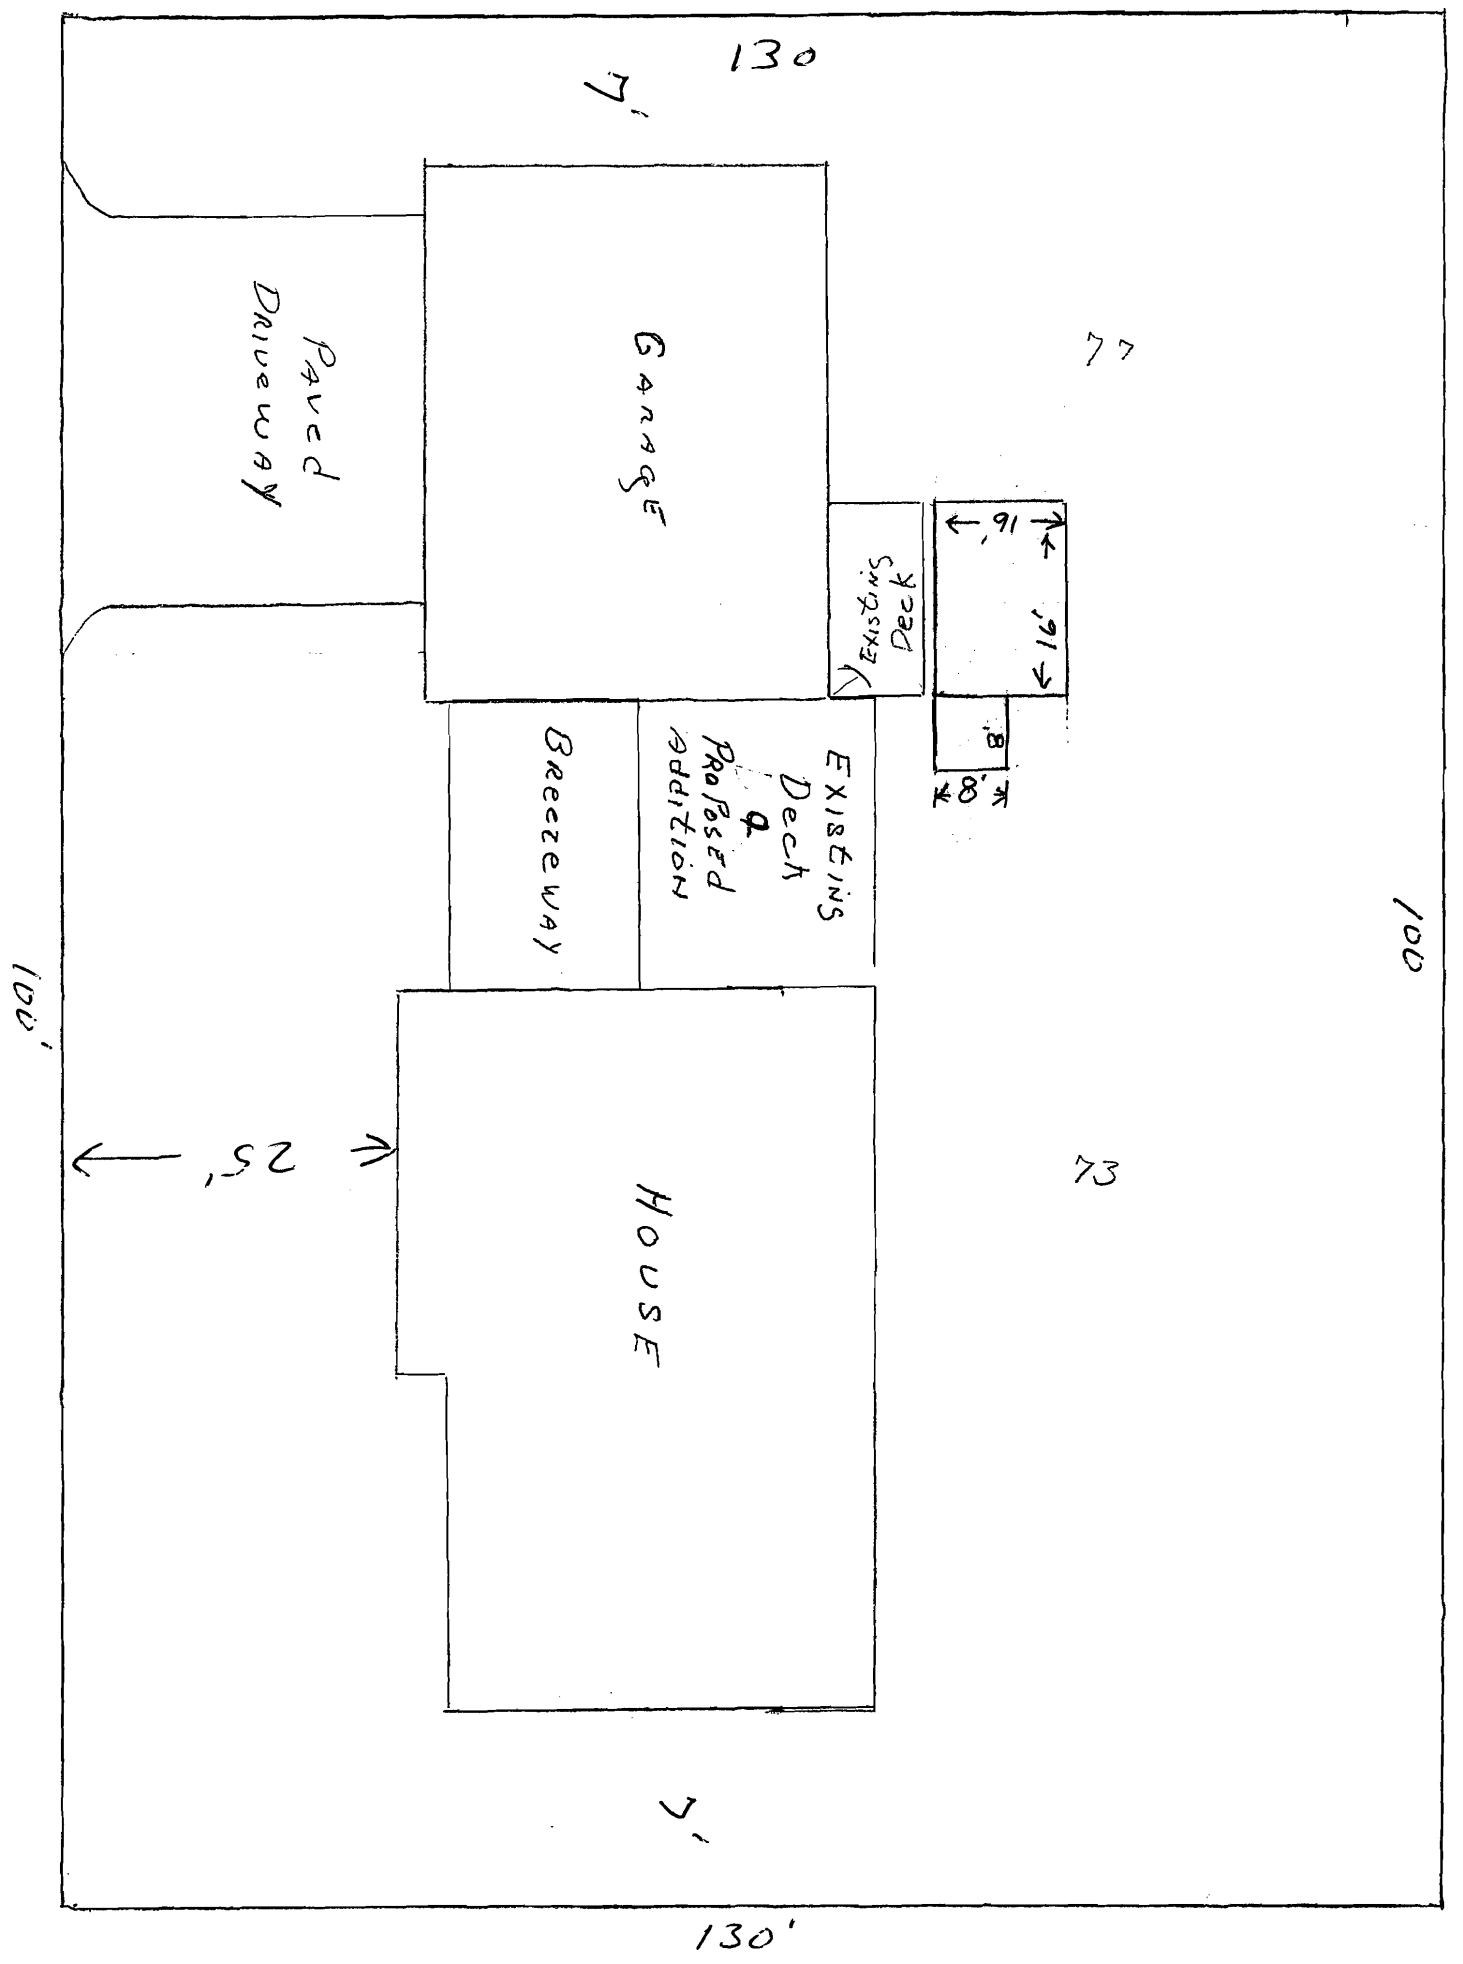 130
7'
Paved
Driveway
Garage
77
Existing
Deck
16'
16'
8'
8'
Breezeway
Existing
Deck
&
Proposed
Addition
100
100'
25'
House
73
7'
130'